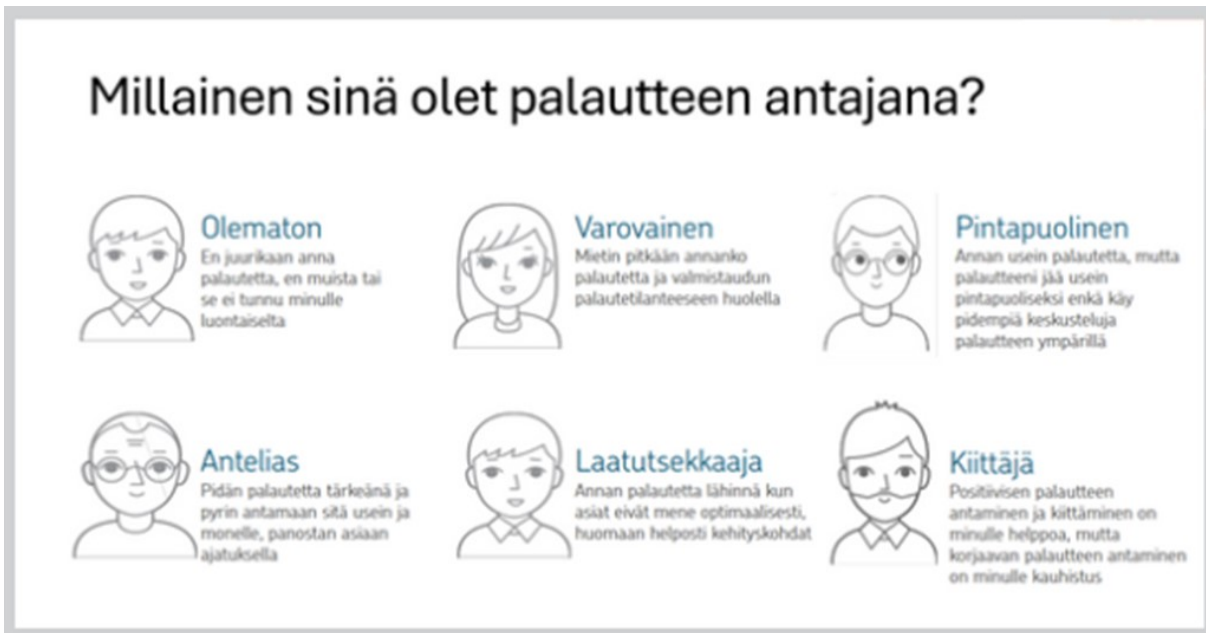 Millainen sinä olet palautteen antajana?
Olematon
En juurikaan anna
palautetta, en muista tai
se ei tunnu minulle
luontaiselta
Varovainen
Mietin pitkään annanko
palautetta ja valmistaudun
palautetilanteeseen huolella
Pintapuolinen
Annan usein palautetta, mutta
palautteeni jää usein
pintapuoliseksi enkä käy
pidempiä keskusteluja
palautteen ympärillä
Antelias
Pidän palautetta tärkeänä ja
pyrin antamaan sitä usein ja
monelle, panostan asiaan
ajatuksella
Laatutsekkaaja
Annan palautetta lähinnä kun
asiat eivät mene optimaalisesti,
huomaan helposti kehityskohdat
Kiittäjä
Positiivisen palautteen
antaminen ja kiittäminen on
minulle helppoa, mutta
korjaavan palautteen antaminen
on minulle kauhistus